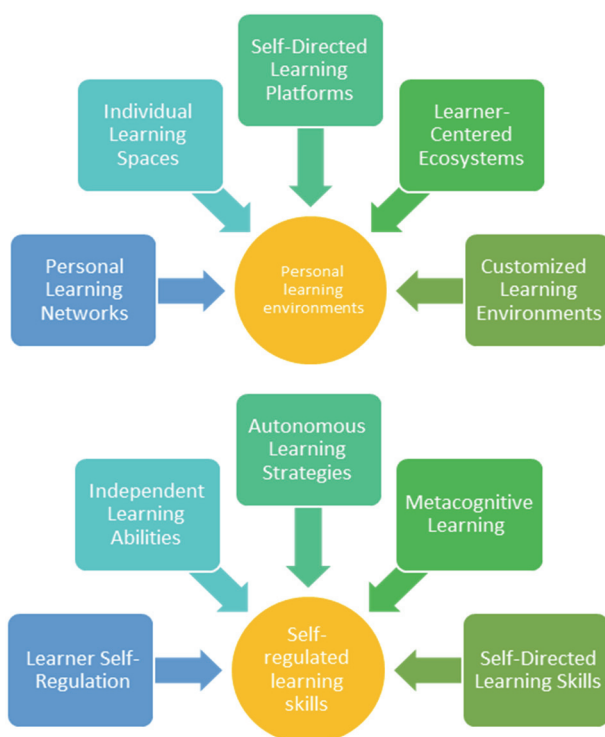 Self-Directed
Learning
Platforms
Individual
Learning
Spaces
Learner-
Centered
Ecosystems
Personal
Learning
Networks
Personal
learning
environments
Customized
Learning
Environments
Autonomous
Learning
Strategies
Independent
Learning
Abilities
Metacognitive
Learning
Learner Self-
Regulation
Self-
regulated
learning
skills
Self-Directed
Learning Skills